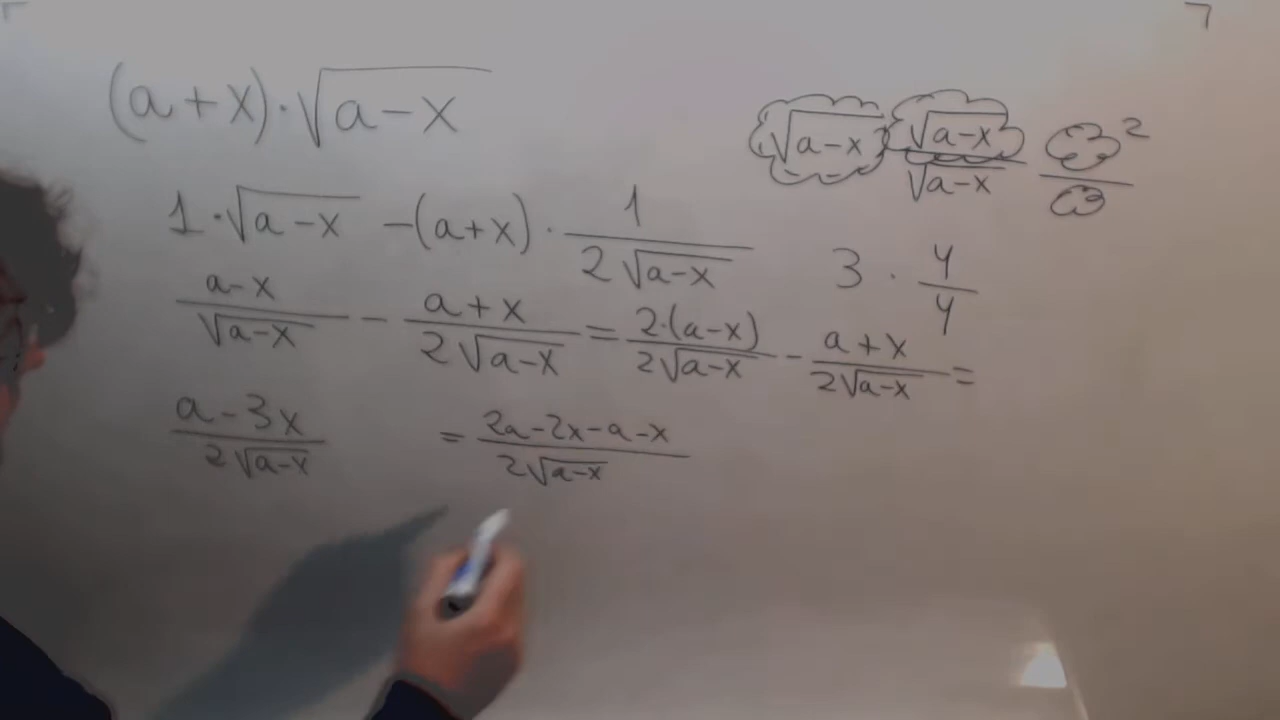 (a+x)·√(a-x)
√(a-x) √(a-x)/√(a-x) ²
1·√(a-x) -(a+x)·1/(2√(a-x))
3·4/4
(a-x)/√(a-x) - (a+x)/(2√(a-x)) = 2·(a-x)/(2√(a-x)) - (a+x)/(2√(a-x)) =
(a-3x)/(2√(a-x)) = (2a-2x-a-x)/(2√(a-x))